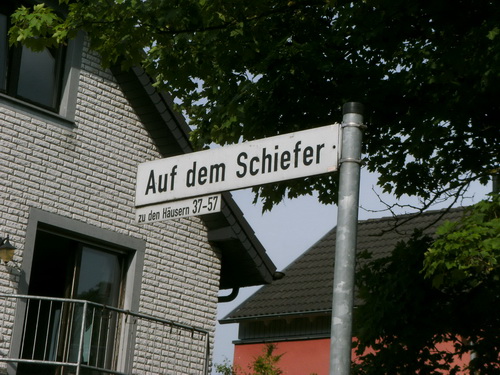 Auf dem Schiefer
zu den Häusern 37-57